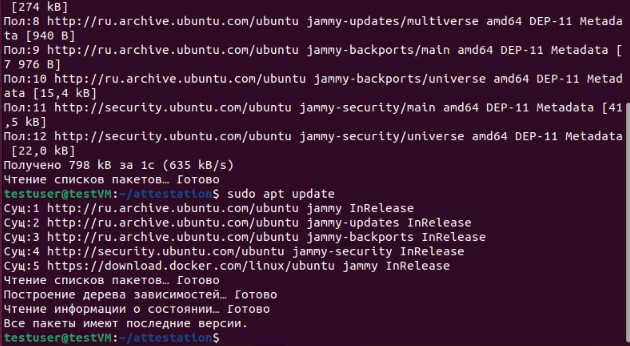 [274 kB]
Пол:8 http://ru.archive.ubuntu.com/ubuntu jammy-updates/multiverse amd64 DEP-11 Metada
ta [940 B]
Пол:9 http://ru.archive.ubuntu.com/ubuntu jammy-backports/main amd64 DEP-11 Metadata [
7 976 B]
Пол:10 http://ru.archive.ubuntu.com/ubuntu jammy-backports/universe amd64 DEP-11 Metad
ata [15,4 kB]
Пол:11 http://security.ubuntu.com/ubuntu jammy-security/main amd64 DEP-11 Metadata [41
,5 kB]
Пол:12 http://security.ubuntu.com/ubuntu jammy-security/universe amd64 DEP-11 Metadata
[22,0 kB]
Получено 798 kB за 1с (635 kB/s)
Чтение списков пакетов… Готово
testuser@testVM:~/attestation$ sudo apt update
Сущ:1 http://ru.archive.ubuntu.com/ubuntu jammy InRelease
Сущ:2 http://ru.archive.ubuntu.com/ubuntu jammy-updates InRelease
Сущ:3 http://ru.archive.ubuntu.com/ubuntu jammy-backports InRelease
Сущ:4 http://security.ubuntu.com/ubuntu jammy-security InRelease
Сущ:5 https://download.docker.com/linux/ubuntu jammy InRelease
Чтение списков пакетов… Готово
Построение дерева зависимостей… Готово
Чтение информации о состоянии… Готово
Все пакеты имеют последние версии.
testuser@testVM:~/attestation$